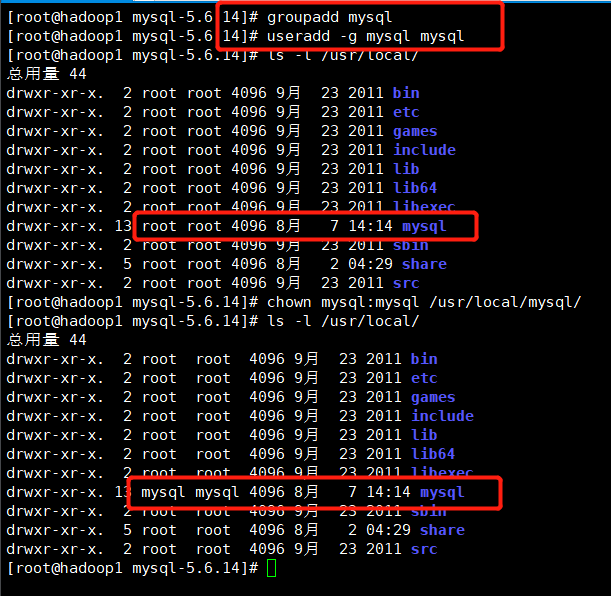 [root@hadoop1 mysql-5.6.14]# groupadd mysql
[root@hadoop1 mysql-5.6.14]# useradd -g mysql mysql
[root@hadoop1 mysql-5.6.14]# ls -l /usr/local/
总用量 44
drwxr-xr-x.  2 root root 4096 9月  23 2011 bin
drwxr-xr-x.  2 root root 4096 9月  23 2011 etc
drwxr-xr-x.  2 root root 4096 9月  23 2011 games
drwxr-xr-x.  2 root root 4096 9月  23 2011 include
drwxr-xr-x.  2 root root 4096 9月  23 2011 lib
drwxr-xr-x.  2 root root 4096 9月  23 2011 lib64
drwxr-xr-x.  2 root root 4096 9月  23 2011 libexec
drwxr-xr-x. 13 root root 4096 8月   7 14:14 mysql
drwxr-xr-x.  2 root root 4096 9月  23 2011 sbin
drwxr-xr-x.  5 root root 4096 8月   2 04:29 share
drwxr-xr-x.  2 root root 4096 9月  23 2011 src
[root@hadoop1 mysql-5.6.14]# chown mysql:mysql /usr/local/mysql/
[root@hadoop1 mysql-5.6.14]# ls -l /usr/local/
总用量 44
drwxr-xr-x.  2 root  root  4096 9月  23 2011 bin
drwxr-xr-x.  2 root  root  4096 9月  23 2011 etc
drwxr-xr-x.  2 root  root  4096 9月  23 2011 games
drwxr-xr-x.  2 root  root  4096 9月  23 2011 include
drwxr-xr-x.  2 root  root  4096 9月  23 2011 lib
drwxr-xr-x.  2 root  root  4096 9月  23 2011 lib64
drwxr-xr-x.  2 root  root  4096 9月  23 2011 libexec
drwxr-xr-x. 13 mysql mysql 4096 8月   7 14:14 mysql
drwxr-xr-x.  2 root  root  4096 9月  23 2011 sbin
drwxr-xr-x.  5 root  root  4096 8月   2 04:29 share
drwxr-xr-x.  2 root  root  4096 9月  23 2011 src
[root@hadoop1 mysql-5.6.14]#